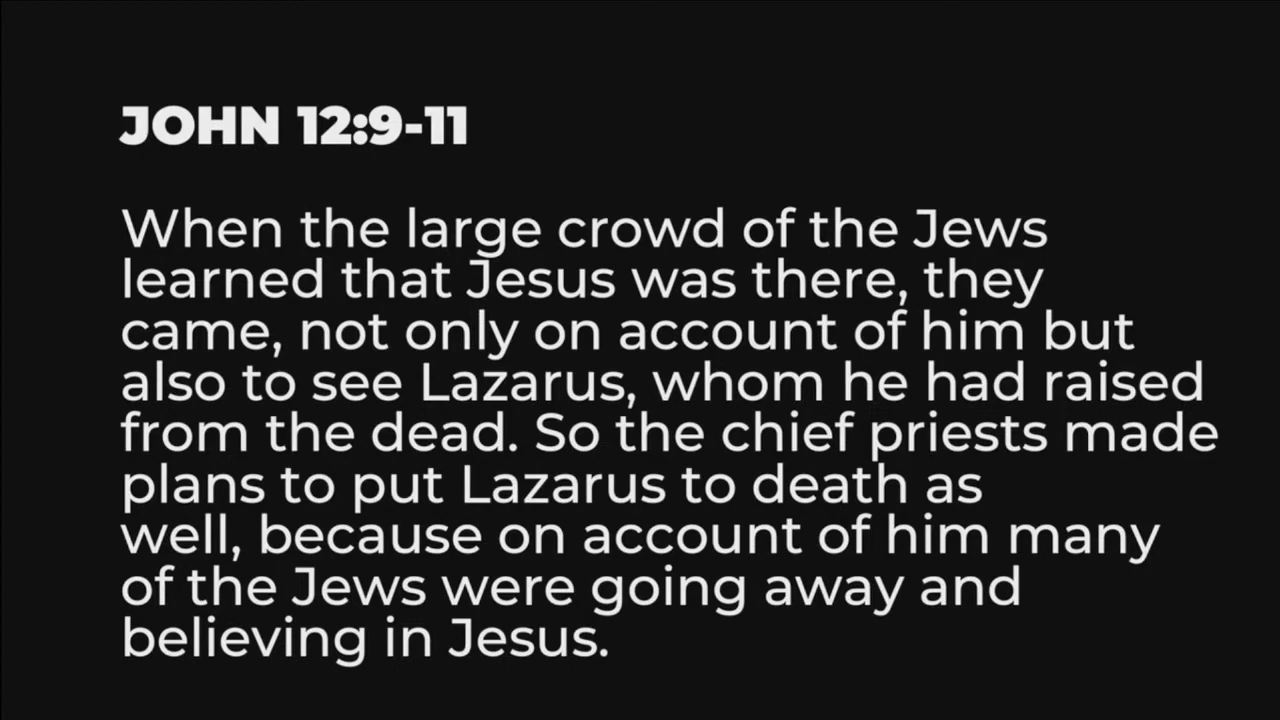 JOHN 12:9-11
When the large crowd of the Jews
learned that Jesus was there, they
came, not only on account of him but
also to see Lazarus, whom he had raised
from the dead. So the chief priests made
plans to put Lazarus to death as
well, because on account of him many
of the Jews were going away and
believing in Jesus.